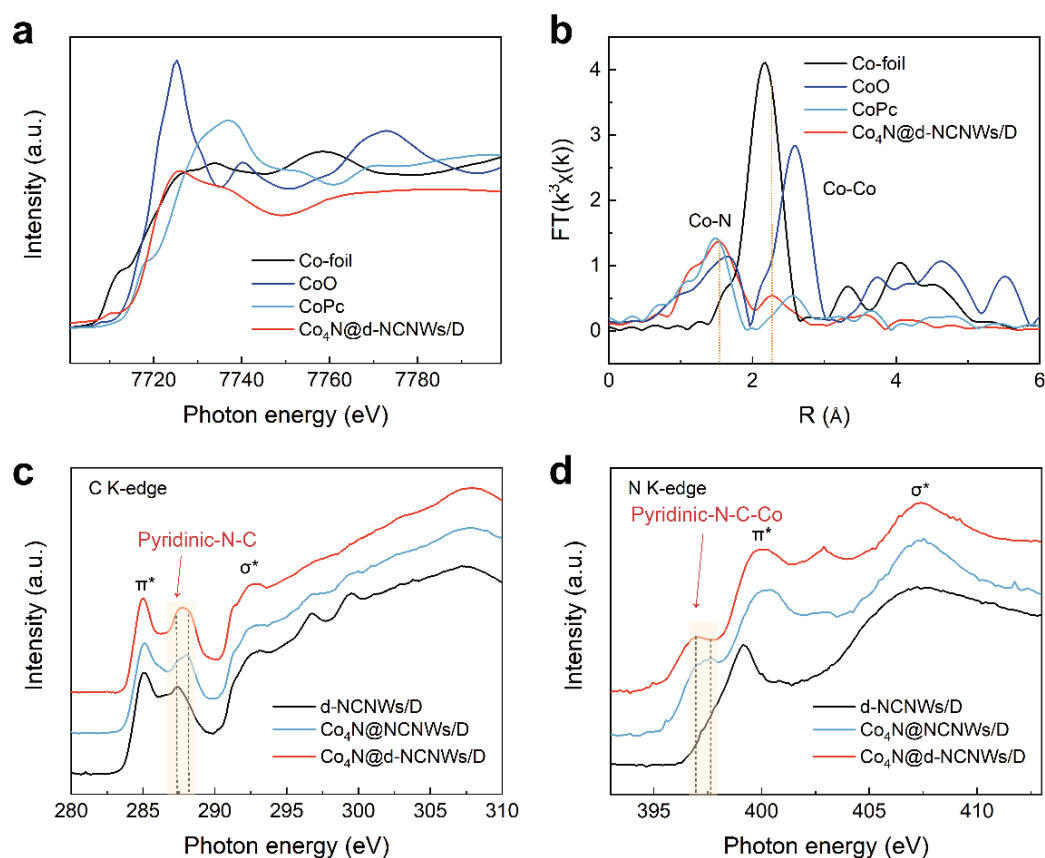 a
Intensity (a.u.)
Co-foil
CoO
CoPc
Co₄N@d-NCNWs/D
7720 7740 7760 7780
Photon energy (eV)
b
FT(k³χ(k))
4
3
2
1
0
Co-foil
CoO
CoPc
Co₄N@d-NCNWs/D
Co-N
Co-Co
0 2 4 6
R (Å)
c
Intensity (a.u.)
C K-edge
Pyridinic-N-C
π*
σ*
d-NCNWs/D
Co₄N@NCNWs/D
Co₄N@d-NCNWs/D
280 285 290 295 300 305 310
Photon energy (eV)
d
Intensity (a.u.)
N K-edge
Pyridinic-N-C-Co
π*
σ*
d-NCNWs/D
Co₄N@NCNWs/D
Co₄N@d-NCNWs/D
395 400 405 410
Photon energy (eV)